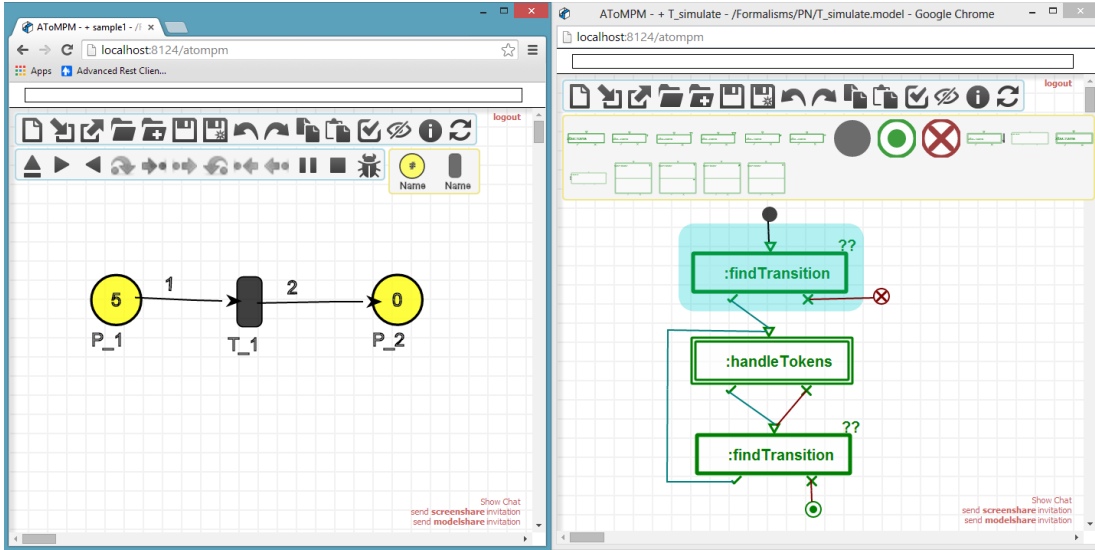 AToMPM - + sample1 - /F
localhost:8124/atompm
Apps Advanced Rest Clien...
logout
#
Name Name
5
P_1
1
T_1
2
0
P_2
Show Chat
send screenshare invitation
send modelshare invitation
AToMPM - + T_simulate - /Formalisms/PN/T_simulate.model - Google Chrome
localhost:8124/atompm
logout
??
:findTransition
:handleTokens
??
:findTransition
Show Chat
send screenshare invitation
send modelshare invitation